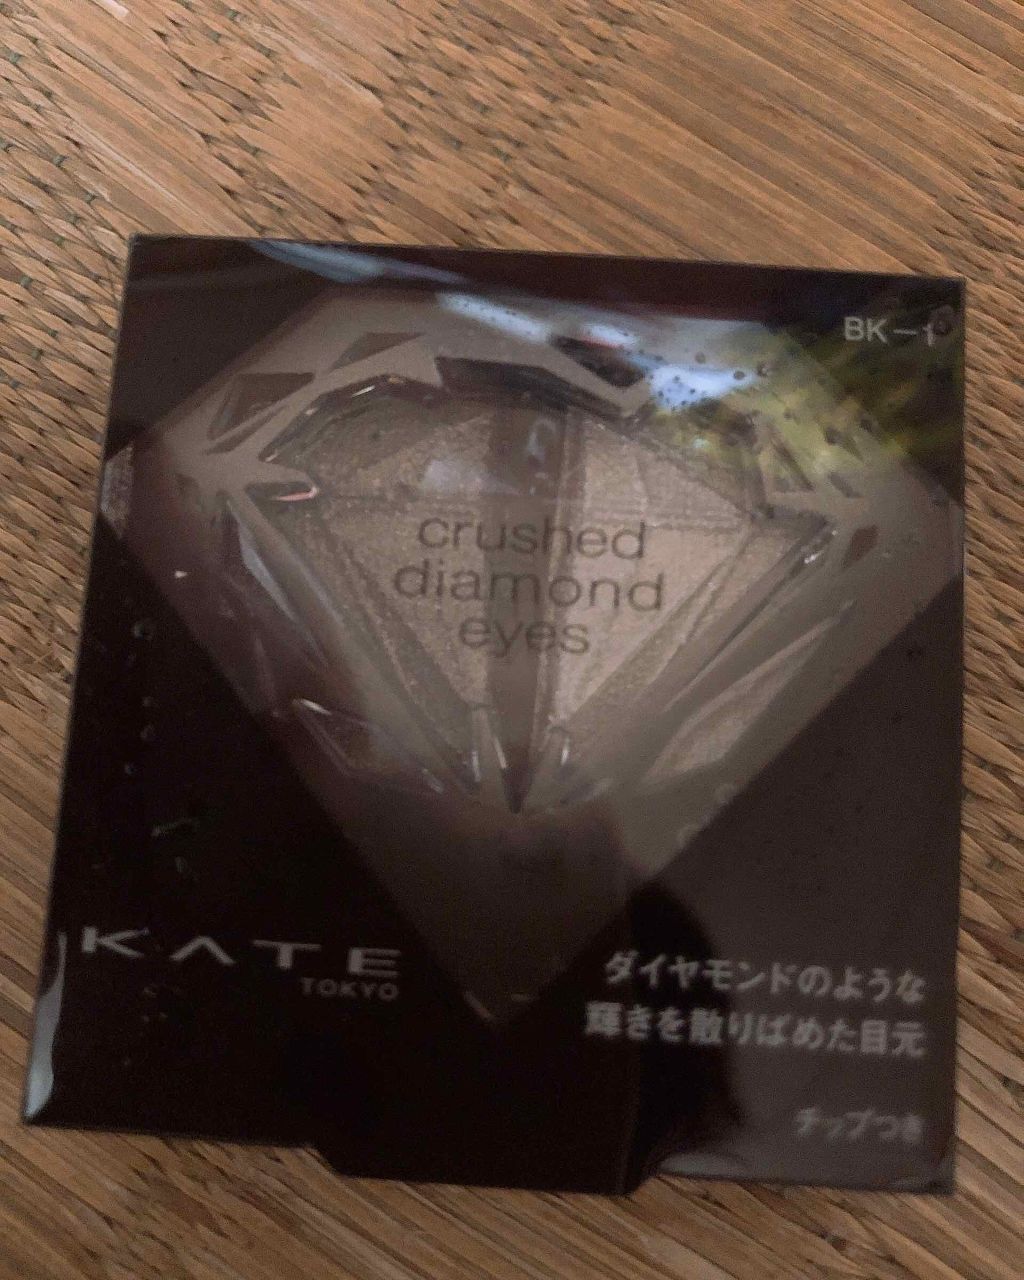 BK-1
crushed
diamond
eyes
KATE
TOKYO
ダイヤモンドのような
輝きを散りばめた目元
チップつき